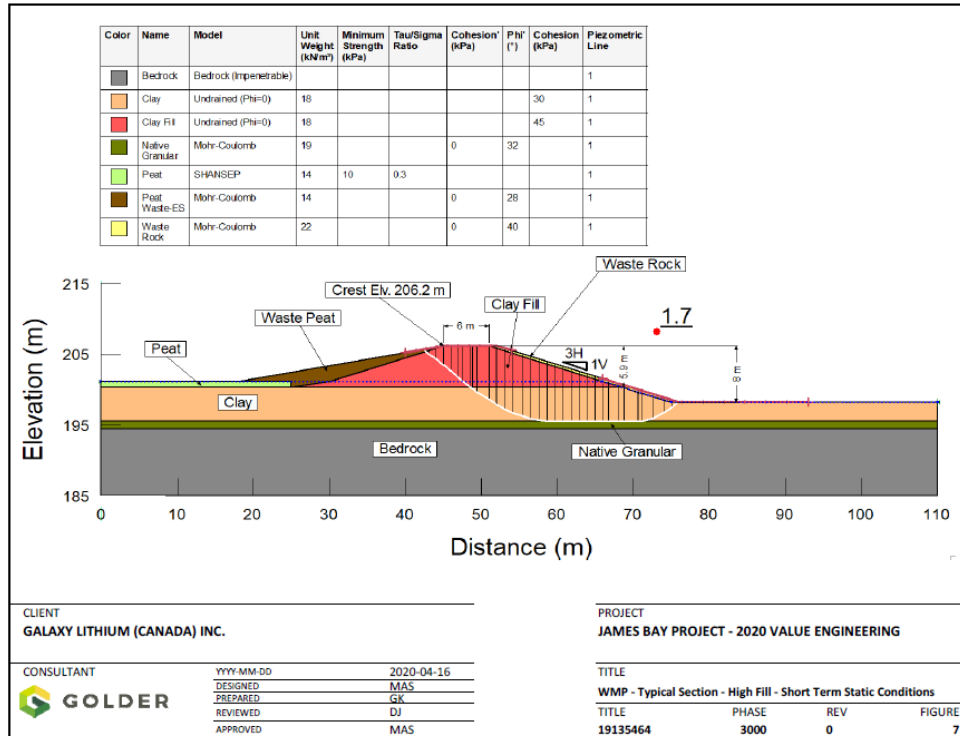 Color Name Model Unit Weight (kN/m³) Minimum Strength (kPa) Tau/Sigma Ratio Cohesion' (kPa) Phi' (°) Cohesion (kPa) Piezometric Line
Bedrock Bedrock (Impenetrable) 1
Clay Undrained (Phi=0) 18 30 1
Clay Fill Undrained (Phi=0) 18 45 1
Native Granular Mohr-Coulomb 19 0 32 1
Peat SHANSEP 14 10 0.3 1
Peat Waste-ES Mohr-Coulomb 14 0 28 1
Waste Rock Mohr-Coulomb 22 0 40 1
Waste Rock
Crest Elv. 206.2 m
Clay Fill
Waste Peat
6 m
1.7
Peat
3H
1V
5.9 m
8 m
Clay
Bedrock
Native Granular
Elevation (m)
215
205
195
185
0 10 20 30 40 50 60 70 80 90 100 110
Distance (m)
CLIENT
GALAXY LITHIUM (CANADA) INC.
PROJECT
JAMES BAY PROJECT - 2020 VALUE ENGINEERING
CONSULTANT
GOLDER
YYYY-MM-DD 2020-04-16
DESIGNED MAS
PREPARED GK
REVIEWED DJ
APPROVED MAS
TITLE
WMP - Typical Section - High Fill - Short Term Static Conditions
TITLE PHASE REV FIGURE
19135464 3000 0 7